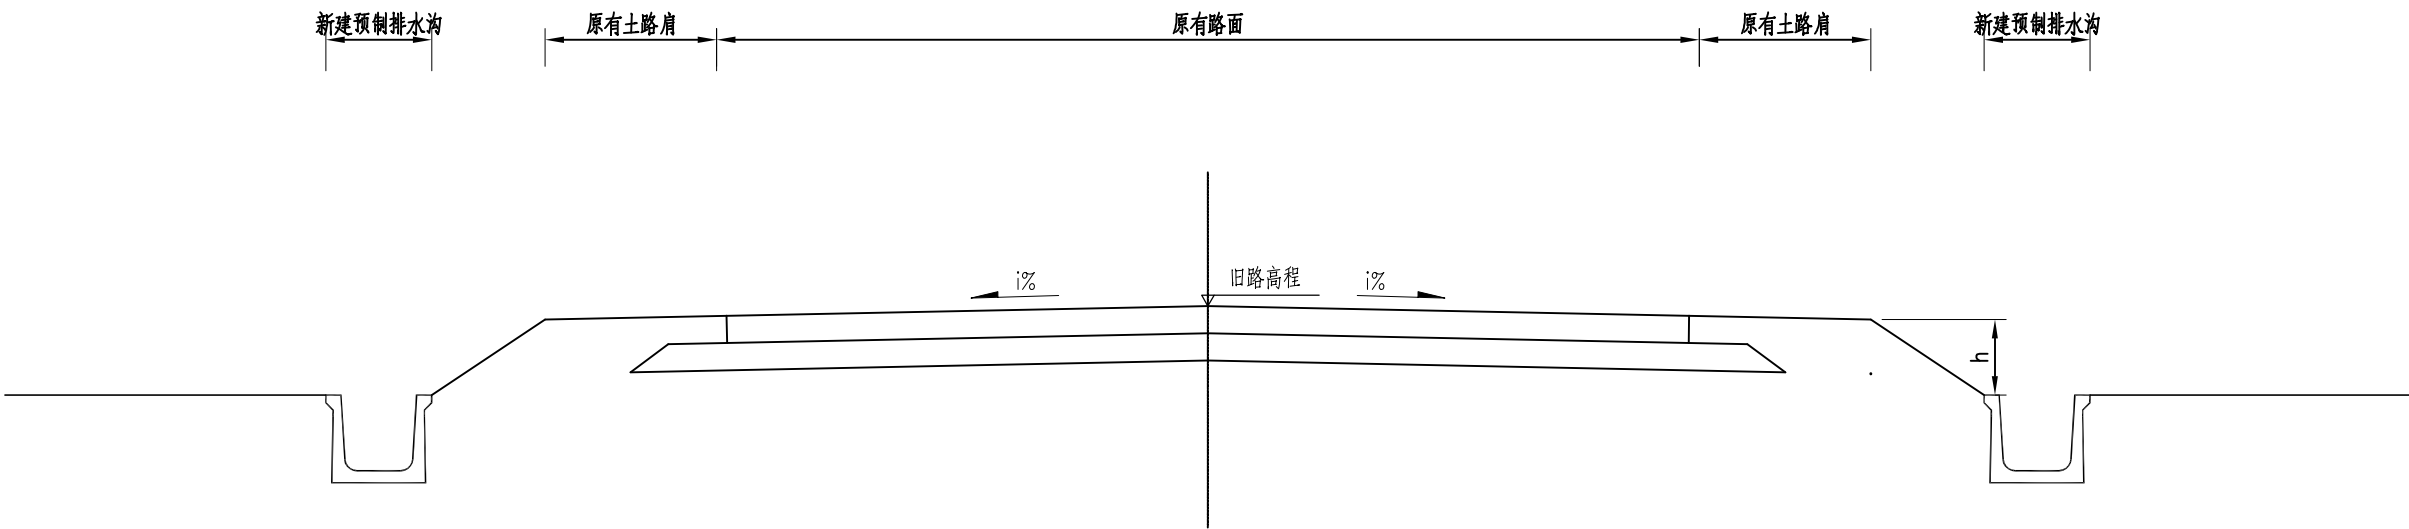 新建预制排水沟
原有土路肩
原有路面
原有土路肩
新建预制排水沟
i%
旧路高程
i%
h